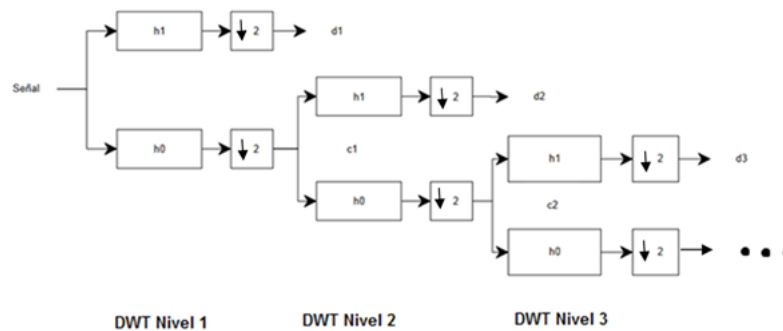 h1
2
d1
Señal
h1
2
d2
h0
2
c1
h1
2
d3
h0
2
c2
h0
2
DWT Nivel 1
DWT Nivel 2
DWT Nivel 3